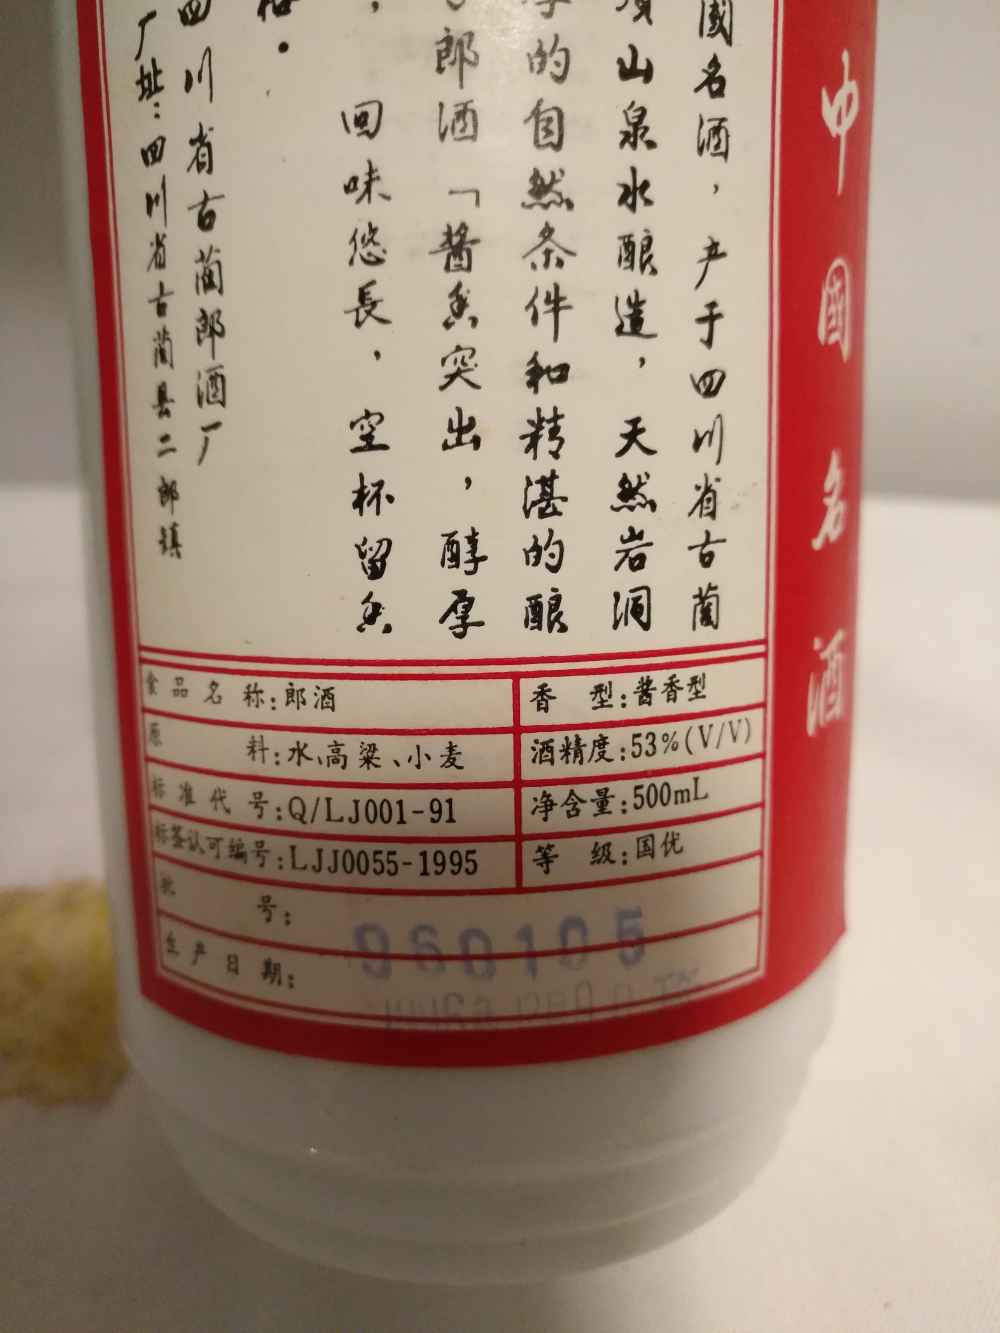 國名酒，产于四川省古蔺
山泉水酿造，天然岩洞
的自然条件和精湛的酿
郎酒「酱香突出，醇厚
回味悠長，空杯留香
四川省古蔺郎酒厂
厂址：四川省古蔺县二郎镇
中國名酒
食品名称：郎酒
香型：酱香型
原料：水、高粱、小麦
酒精度：53%(V/V)
标准代号：Q/LJ001-91
净含量：500mL
标签认可编号：LJJ0055-1995
等级：国优
批号：
960105
生产日期：